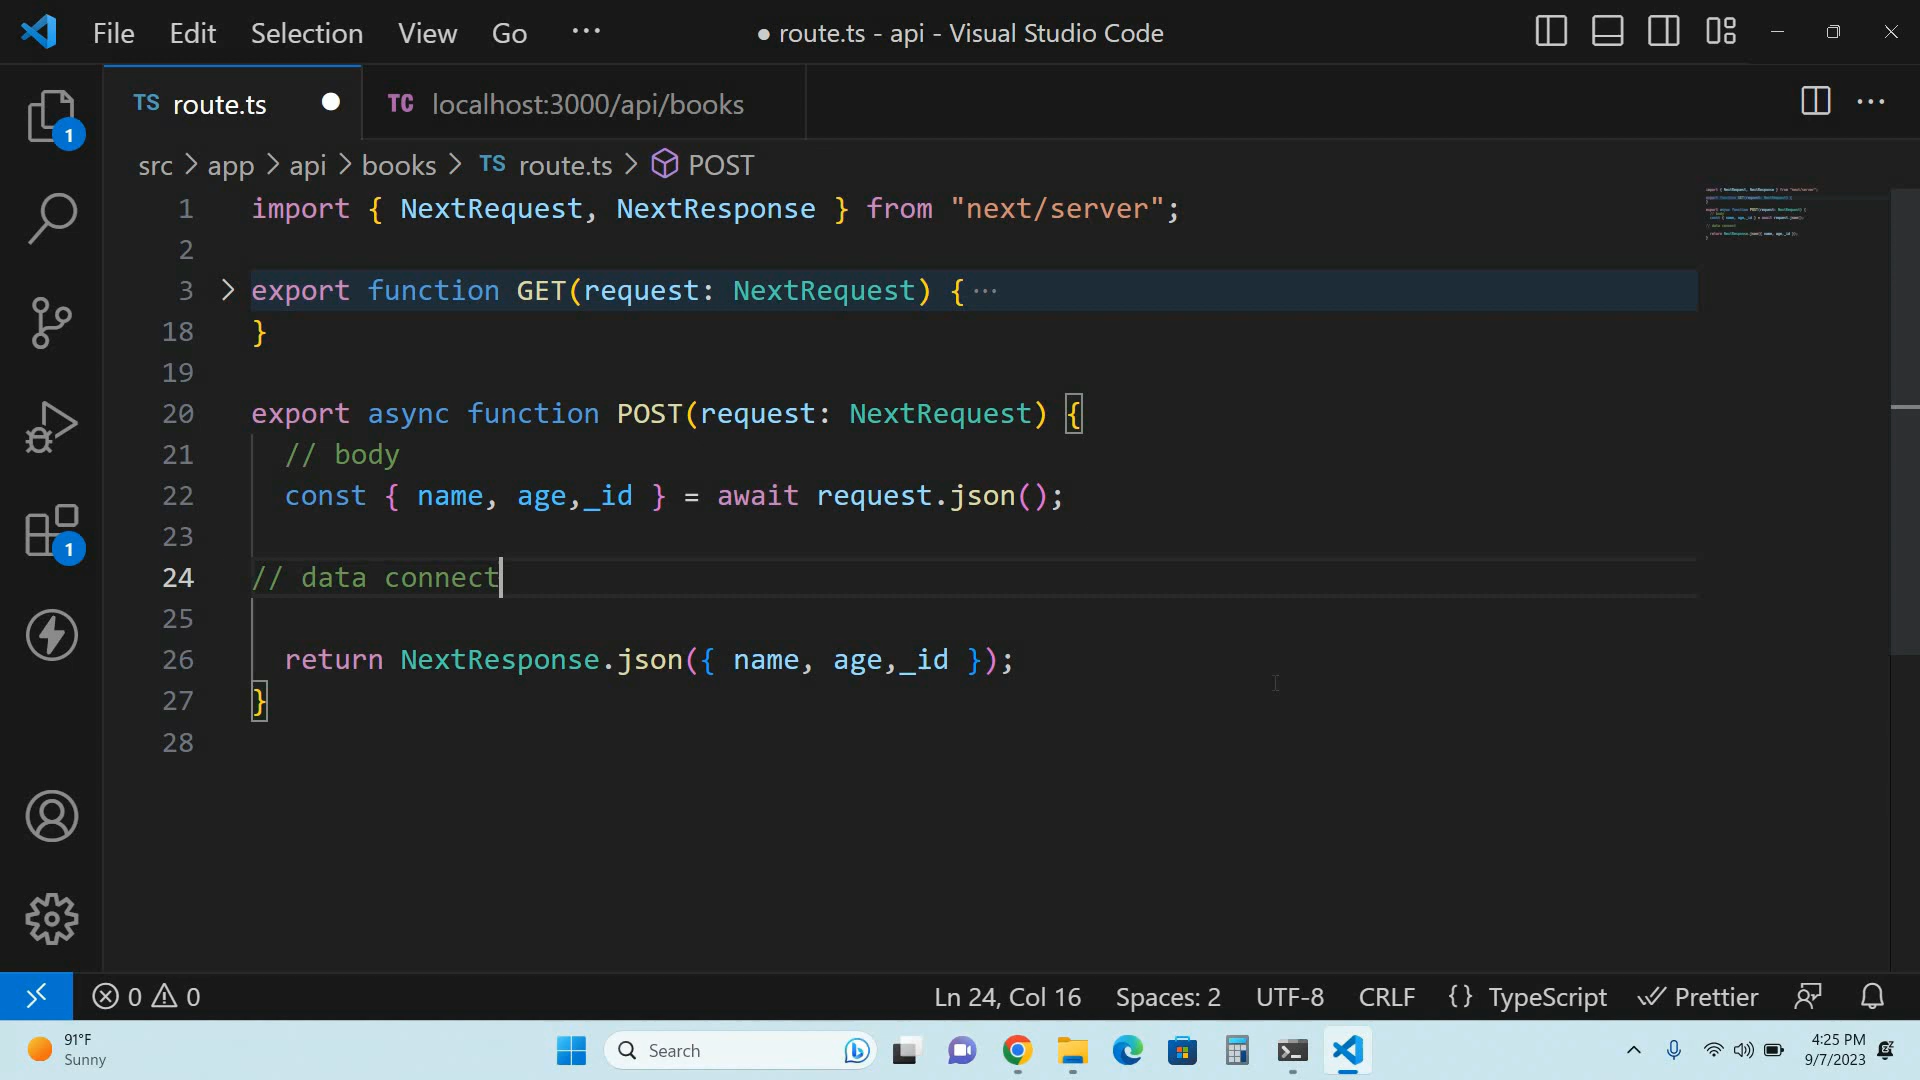 File Edit Selection View Go ···
● route.ts - api - Visual Studio Code
TS route.ts
TC localhost:3000/api/books
src > app > api > books > TS route.ts > POST
1 import { NextRequest, NextResponse } from "next/server";
2
3 export function GET(request: NextRequest) {···
18 }
19
20 export async function POST(request: NextRequest) {
21 // body
22 const { name, age,_id } = await request.json();
23
24 // data connect
25
26 return NextResponse.json({ name, age,_id });
27 }
28
1
1
0 0
Ln 24, Col 16 Spaces: 2 UTF-8 CRLF {} TypeScript Prettier
91°F
Sunny
Search
4:25 PM
9/7/2023